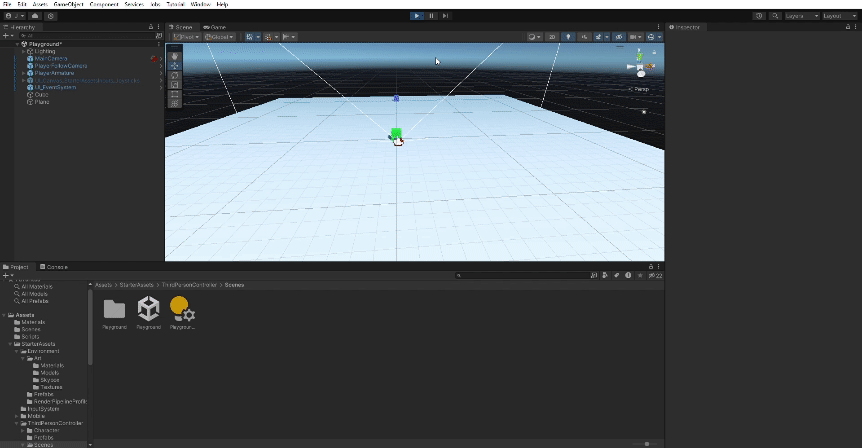 File Edit Assets GameObject Component Services Jobs Tutorial Window Help
J
Layers
Layout
Hierarchy
All
Scene
Game
Inspector
Pivot
Global
2D
Playground*
Lighting
MainCamera
PlayerFollowCamera
PlayerArmature
UI_EventSystem
Cube
Plane
Persp
Project
Console
22
All Materials
All Models
All Prefabs
Assets > StarterAssets > ThirdPersonController > Scenes
Assets
Materials
Scenes
Scripts
StarterAssets
Environment
Art
Materials
Models
Skybox
Textures
Prefabs
RenderPipelineProfile
InputSystem
Mobile
ThirdPersonController
Character
Prefabs
Scenes
Playground
Playground
Playgroun...